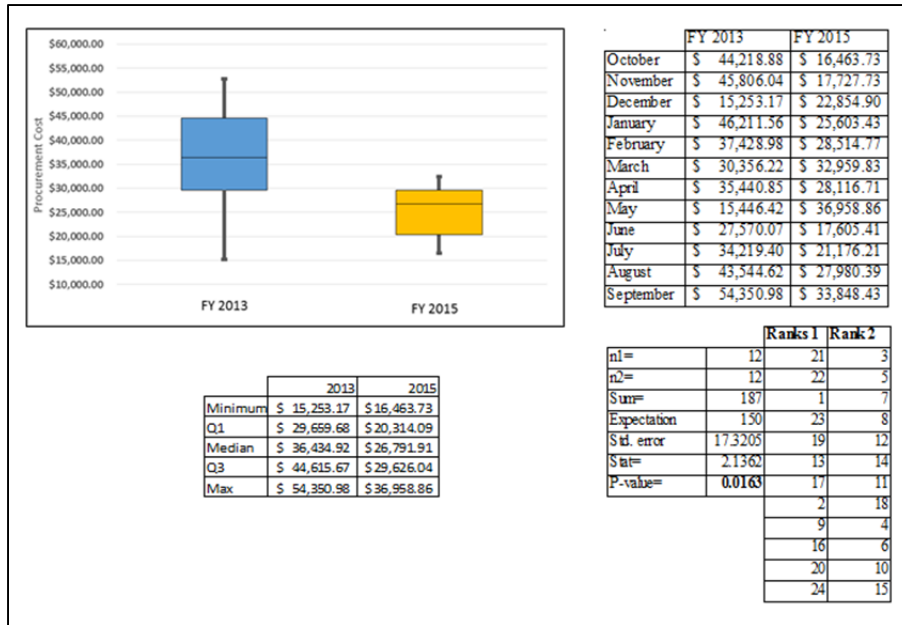 $60,000.00
$55,000.00
$50,000.00
$45,000.00
$40,000.00
$35,000.00
$30,000.00
$25,000.00
$20,000.00
$15,000.00
$10,000.00
Procurement Cost
FY 2013 FY 2015
FY 2013 FY 2015
October $ 44,218.88 $ 16,463.73
November $ 45,806.04 $ 17,727.73
December $ 15,253.17 $ 22,854.90
January $ 46,211.56 $ 25,603.43
February $ 37,428.98 $ 28,514.77
March $ 30,356.22 $ 32,959.83
April $ 35,440.85 $ 28,116.71
May $ 15,446.42 $ 36,958.86
June $ 27,570.07 $ 17,605.41
July $ 34,219.40 $ 21,176.21
August $ 43,544.62 $ 27,980.39
September $ 54,350.98 $ 33,848.43
2013 2015
Minimum $ 15,253.17 $16,463.73
Q1 $ 29,659.68 $20,314.09
Median $ 36,434.92 $26,791.91
Q3 $ 44,615.67 $29,626.04
Max $ 54,350.98 $36,958.86
Ranks 1 Rank 2
n1= 12 21 3
n2= 12 22 5
Sum= 187 1 7
Expectation 150 23 8
Std. error 17.3205 19 12
Stat= 2.1362 13 14
P-value= 0.0163 17 11
2 18
9 4
16 6
20 10
24 15